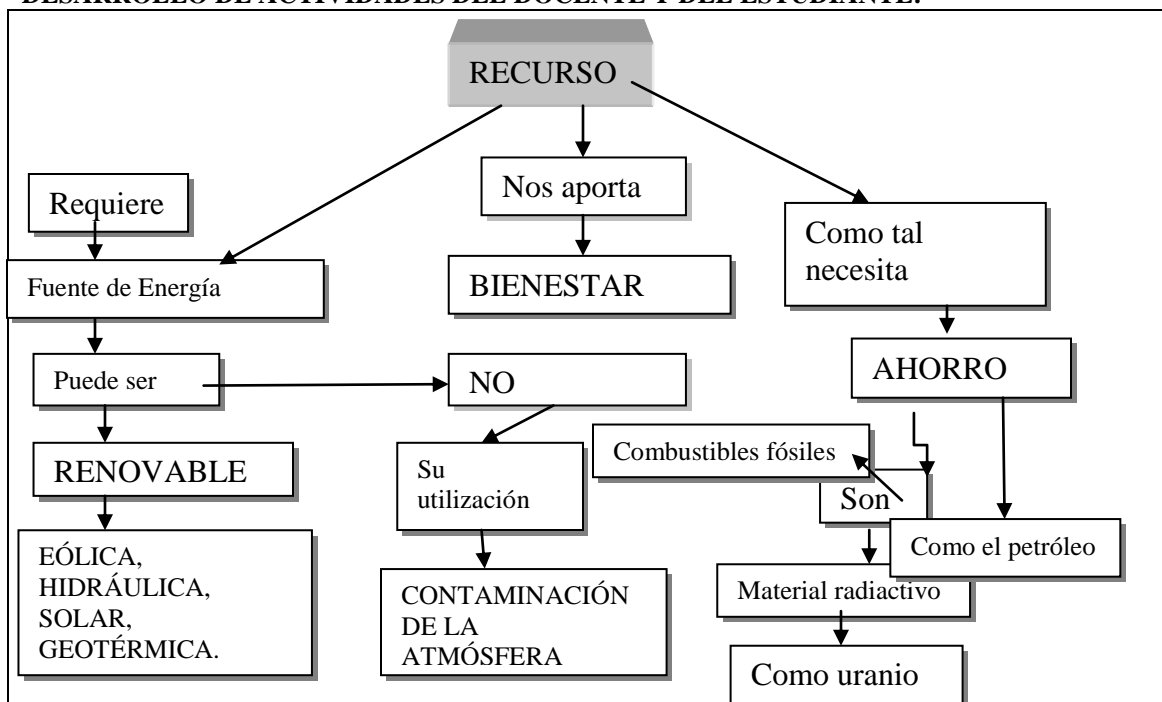 DESARROLLO DE ACTIVIDADES DEL DOCENTE Y DEL ESTUDIANTE:
RECURSO
Requiere
Nos aporta
Como tal
necesita
Fuente de Energía
BIENESTAR
Puede ser
NO
AHORRO
RENOVABLE
Su
utilización
Combustibles fósiles
Son
Como el petróleo
EÓLICA,
HIDRÁULICA,
SOLAR,
GEOTÉRMICA.
CONTAMINACIÓN
DE LA
ATMÓSFERA
Material radiactivo
Como uranio